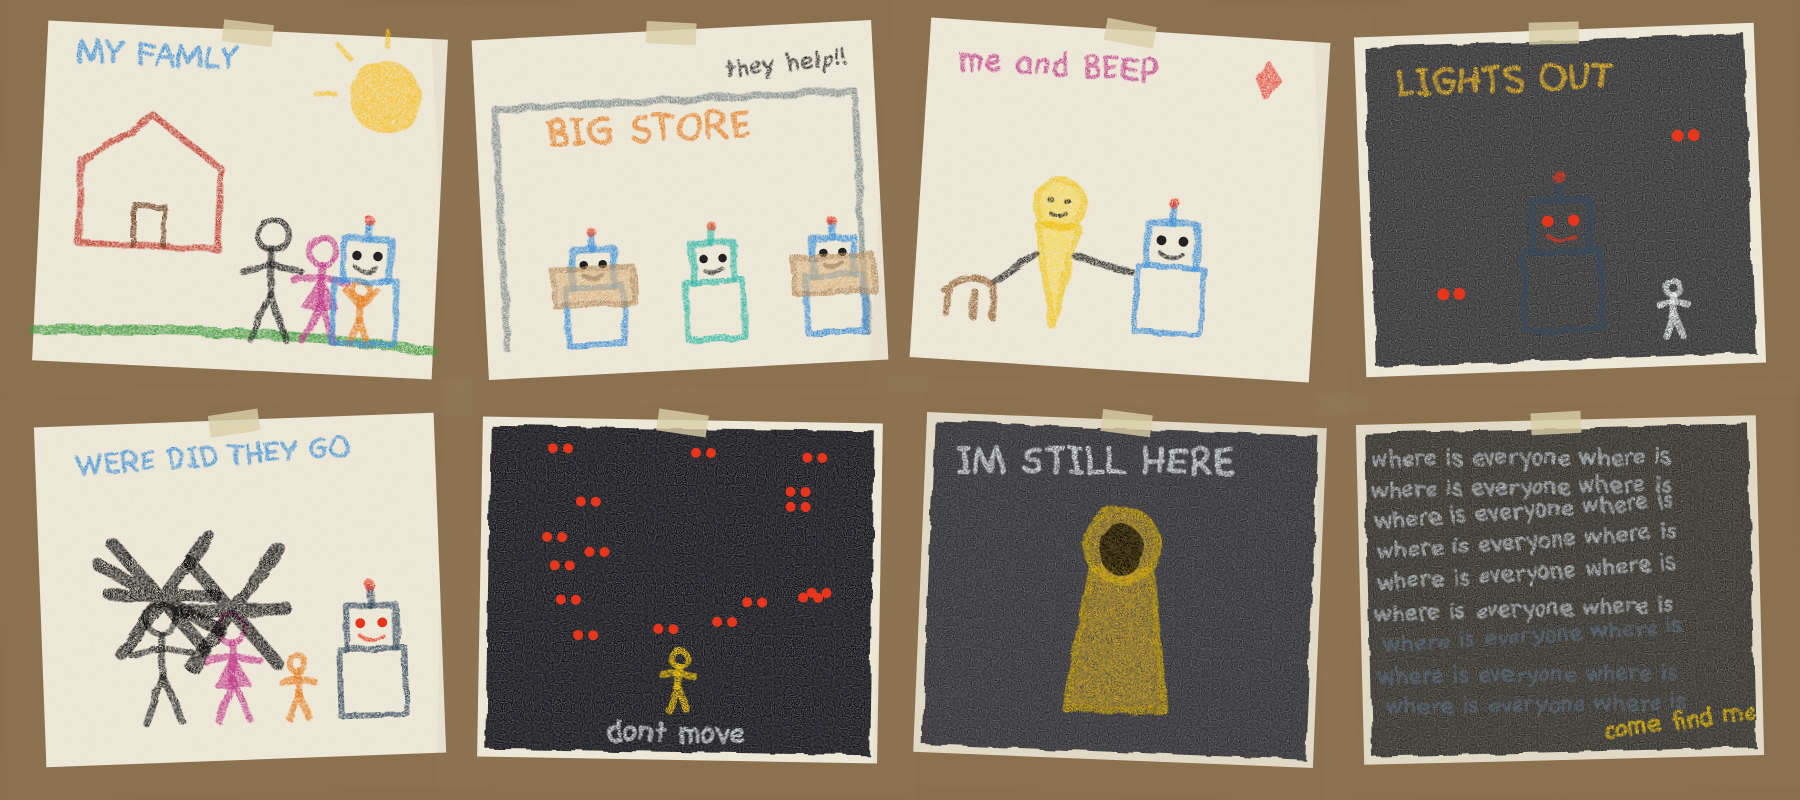 MY FAMLY
they help!!
BIG STORE
me and BEEP
LIGHTS OUT
WERE DID THEY GO
dont move
IM STILL HERE
where is everyone where is
where is everyone where is
where is everyone where is
where is everyone where is
where is everyone where is
where is everyone where is
where is everyone where is
where is everyone where is
where is everyone where is
come find me